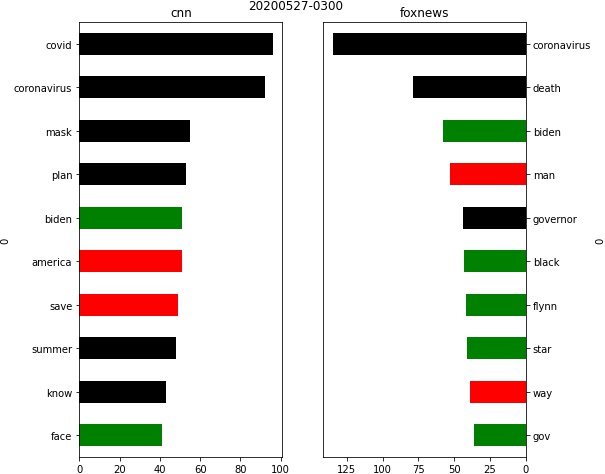 20200527-0300
cnn
foxnews
covid
coronavirus
mask
plan
biden
america
save
summer
know
face
0
0 20 40 60 80 100
coronavirus
death
biden
man
governor
black
flynn
star
way
gov
0
125 100 75 50 25 0